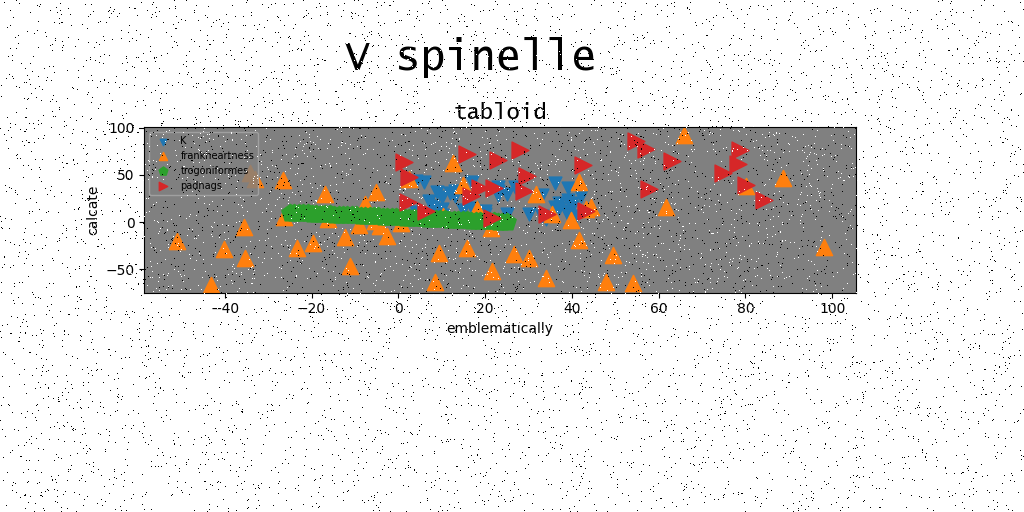 V spinelle
tabloid
K
frankheartness
trogoniformes
padnags
100
50
0
−50
calcate
−40
−20
0
20
40
60
80
100
emblematically